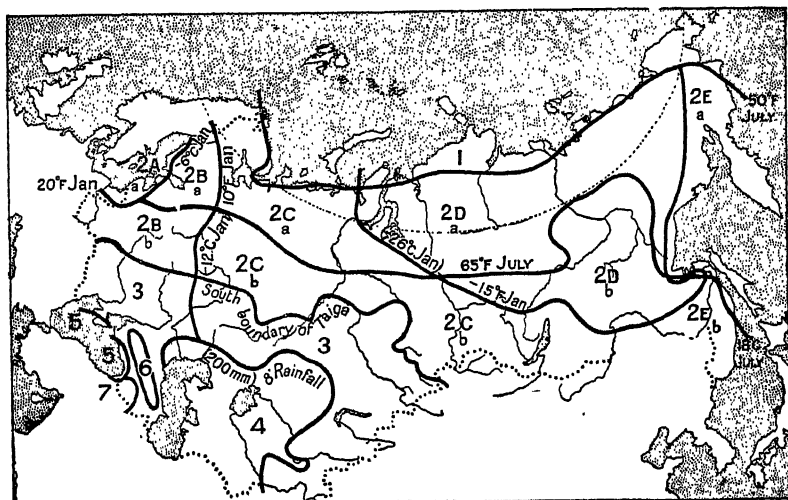 2E
a
50°F
JULY
2A
a
-6°C Jan
20°F Jan
2B
a
10°F Jan
1
2C
a
2D
a
(-26°C Jan)
2B
b
-12°C Jan
65°F JULY
2C
b
2D
b
-15°F Jan
3
South
boundary of Taiga
2C
b
2E
b
18°C
JULY
5
5
6
7
3
(200mm)
8" Rainfall
4